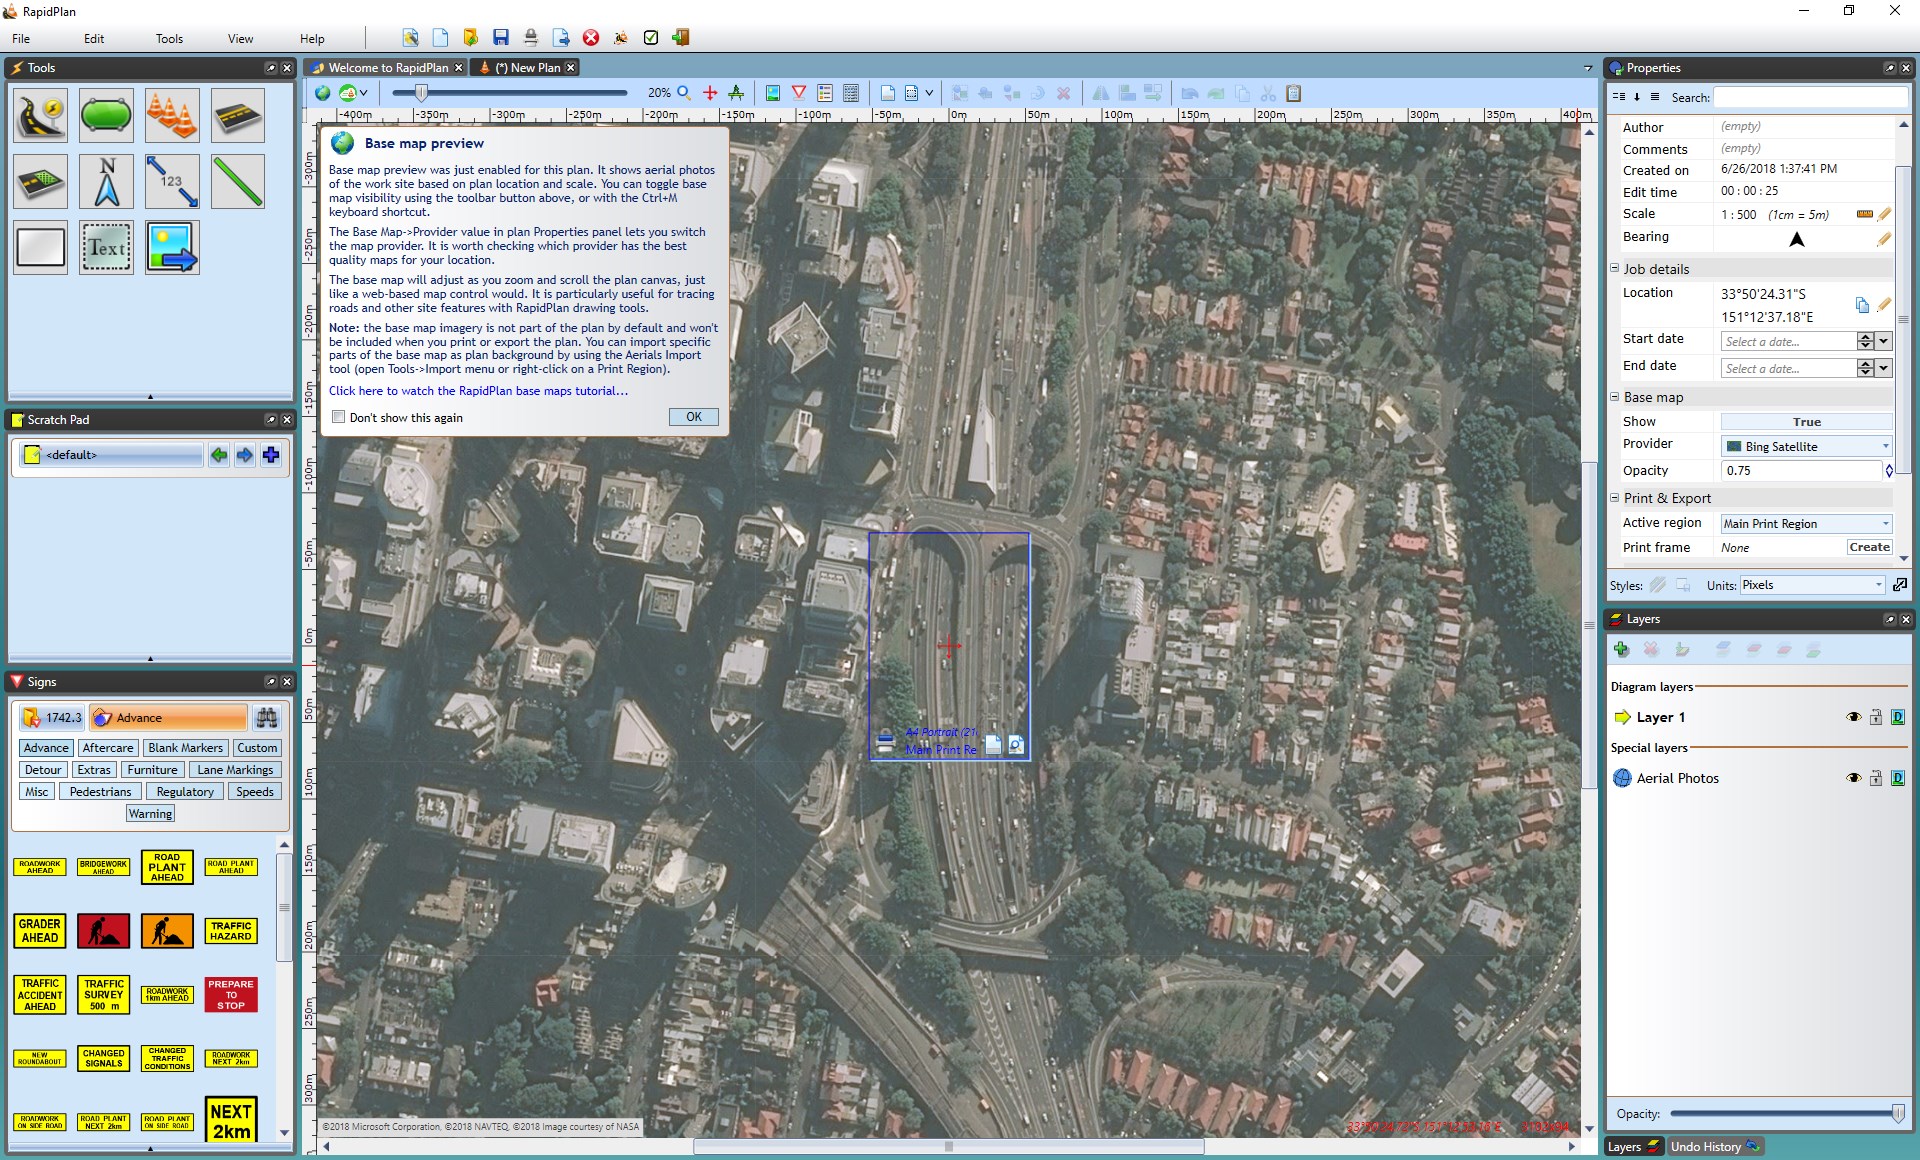 RapidPlan
File Edit Tools View Help
Tools
N
123
Text
Scratch Pad
<default>
Signs
1742.3 Advance
Advance Aftercare Blank Markers Custom
Detour Extras Furniture Lane Markings
Misc Pedestrians Regulatory Speeds
Warning
ROADWORK AHEAD
BRIDGEWORK AHEAD
ROAD PLANT AHEAD
ROAD PLANT AHEAD
GRADER AHEAD
TRAFFIC HAZARD
TRAFFIC ACCIDENT AHEAD
TRAFFIC SURVEY 500 m
ROADWORK 1km AHEAD
PREPARE TO STOP
NEW ROUNDABOUT
CHANGED SIGNALS
CHANGED TRAFFIC CONDITIONS
ROADWORK NEXT 2km
ROADWORK ON SIDE ROAD
ROAD PLANT NEXT 2km
ROAD PLANT ON SIDE ROAD
NEXT 2km
Welcome to RapidPlan (*) New Plan
20%
-400m -350m -300m -250m -200m -150m -100m -50m 0m 50m 100m 150m 200m 250m 300m 350m 400m
-300m
-250m
-200m
-150m
-100m
-50m
0m
50m
100m
150m
200m
250m
300m
Base map preview
Base map preview was just enabled for this plan. It shows aerial photos
of the work site based on plan location and scale. You can toggle base
map visibility using the toolbar button above, or with the Ctrl+M
keyboard shortcut.
The Base Map->Provider value in plan Properties panel lets you switch
the map provider. It is worth checking which provider has the best
quality maps for your location.
The base map will adjust as you zoom and scroll the plan canvas, just
like a web-based map control would. It is particularly useful for tracing
roads and other site features with RapidPlan drawing tools.
Note: the base map imagery is not part of the plan by default and won't
be included when you print or export the plan. You can import specific
parts of the base map as plan background by using the Aerials Import
tool (open Tools->Import menu or right-click on a Print Region).
Click here to watch the RapidPlan base maps tutorial...
Don't show this again OK
A4 Portrait (21
Main Print Re
©2018 Microsoft Corporation, ©2018 NAVTEQ, ©2018 Image courtesy of NASA
Properties
Search:
Author (empty)
Comments (empty)
Created on 6/26/2018 1:37:41 PM
Edit time 00 : 00 : 25
Scale 1 : 500 (1cm = 5m)
Bearing
Job details
Location 33°50'24.31"S
151°12'37.18"E
Start date Select a date...
End date Select a date...
Base map
Show True
Provider Bing Satellite
Opacity 0.75
Print & Export
Active region Main Print Region
Print frame None Create
Styles: Units: Pixels
Layers
Diagram layers
Layer 1 D
Special layers
Aerial Photos D
Opacity:
Layers Undo History